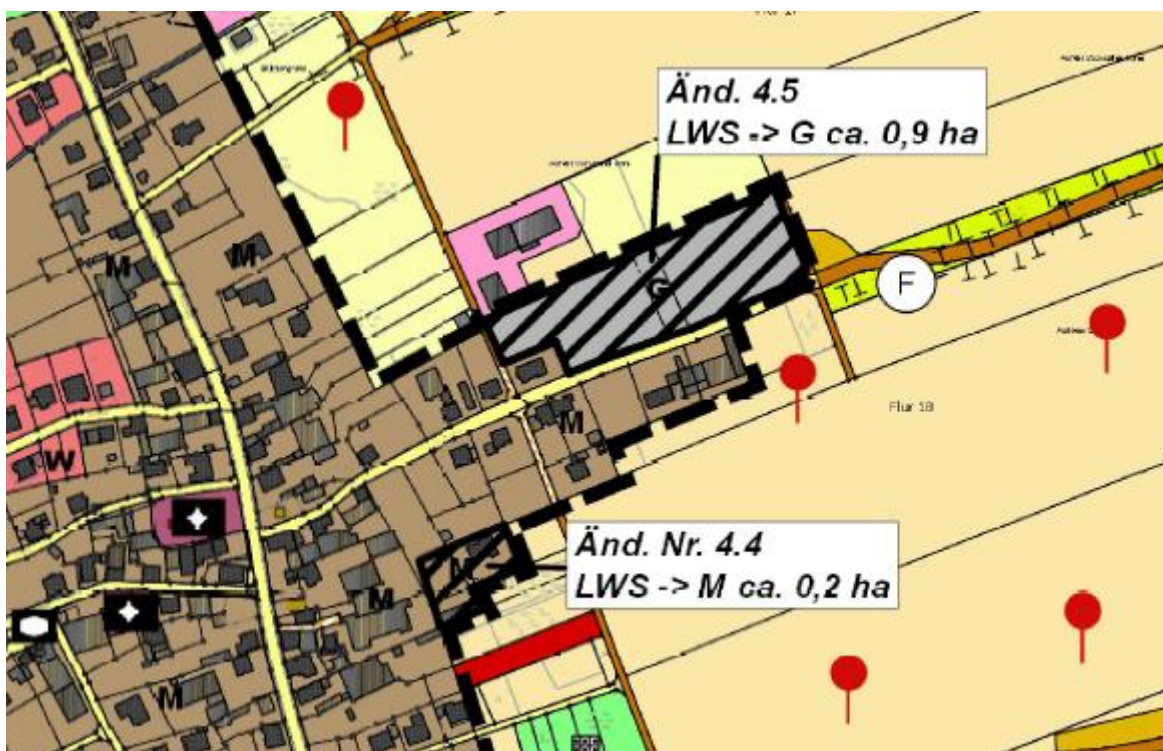 Änd. 4.5
LWS -> G ca. 0,9 ha
M
M
G
F
Flur 18
M
W
Änd. Nr. 4.4
LWS -> M ca. 0,2 ha
M
M
M